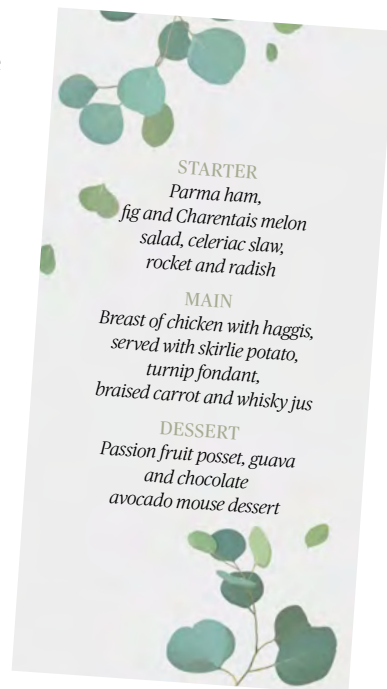 STARTER
Parma ham,
fig and Charentais melon
salad, celeriac slaw,
rocket and radish
MAIN
Breast of chicken with haggis,
served with skirlie potato,
turnip fondant,
braised carrot and whisky jus
DESSERT
Passion fruit posset, guava
and chocolate
avocado mouse dessert